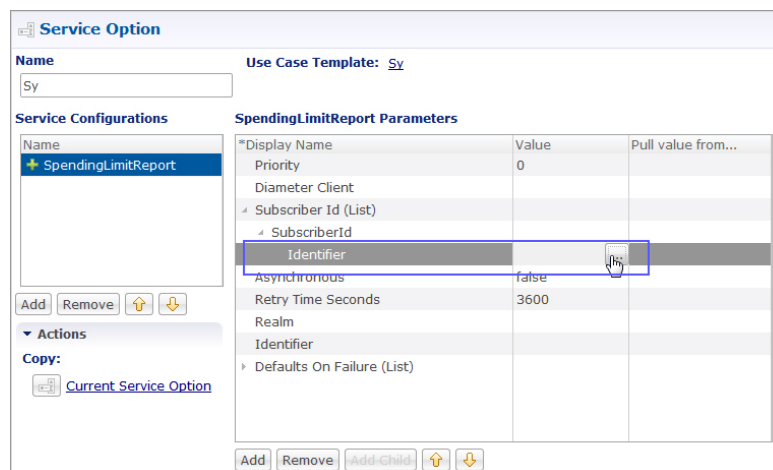 Service Option
Name
Use Case Template: Sy
Sy
Service Configurations
SpendingLimitReport Parameters
Name
*Display Name Value Pull value from...
SpendingLimitReport
Priority 0
Diameter Client
Subscriber Id (List)
SubscriberId
Identifier ...
Asynchronous false
Retry Time Seconds 3600
Realm
Identifier
Defaults On Failure (List)
Add Remove
Actions
Copy:
Current Service Option
Add Remove Add Child